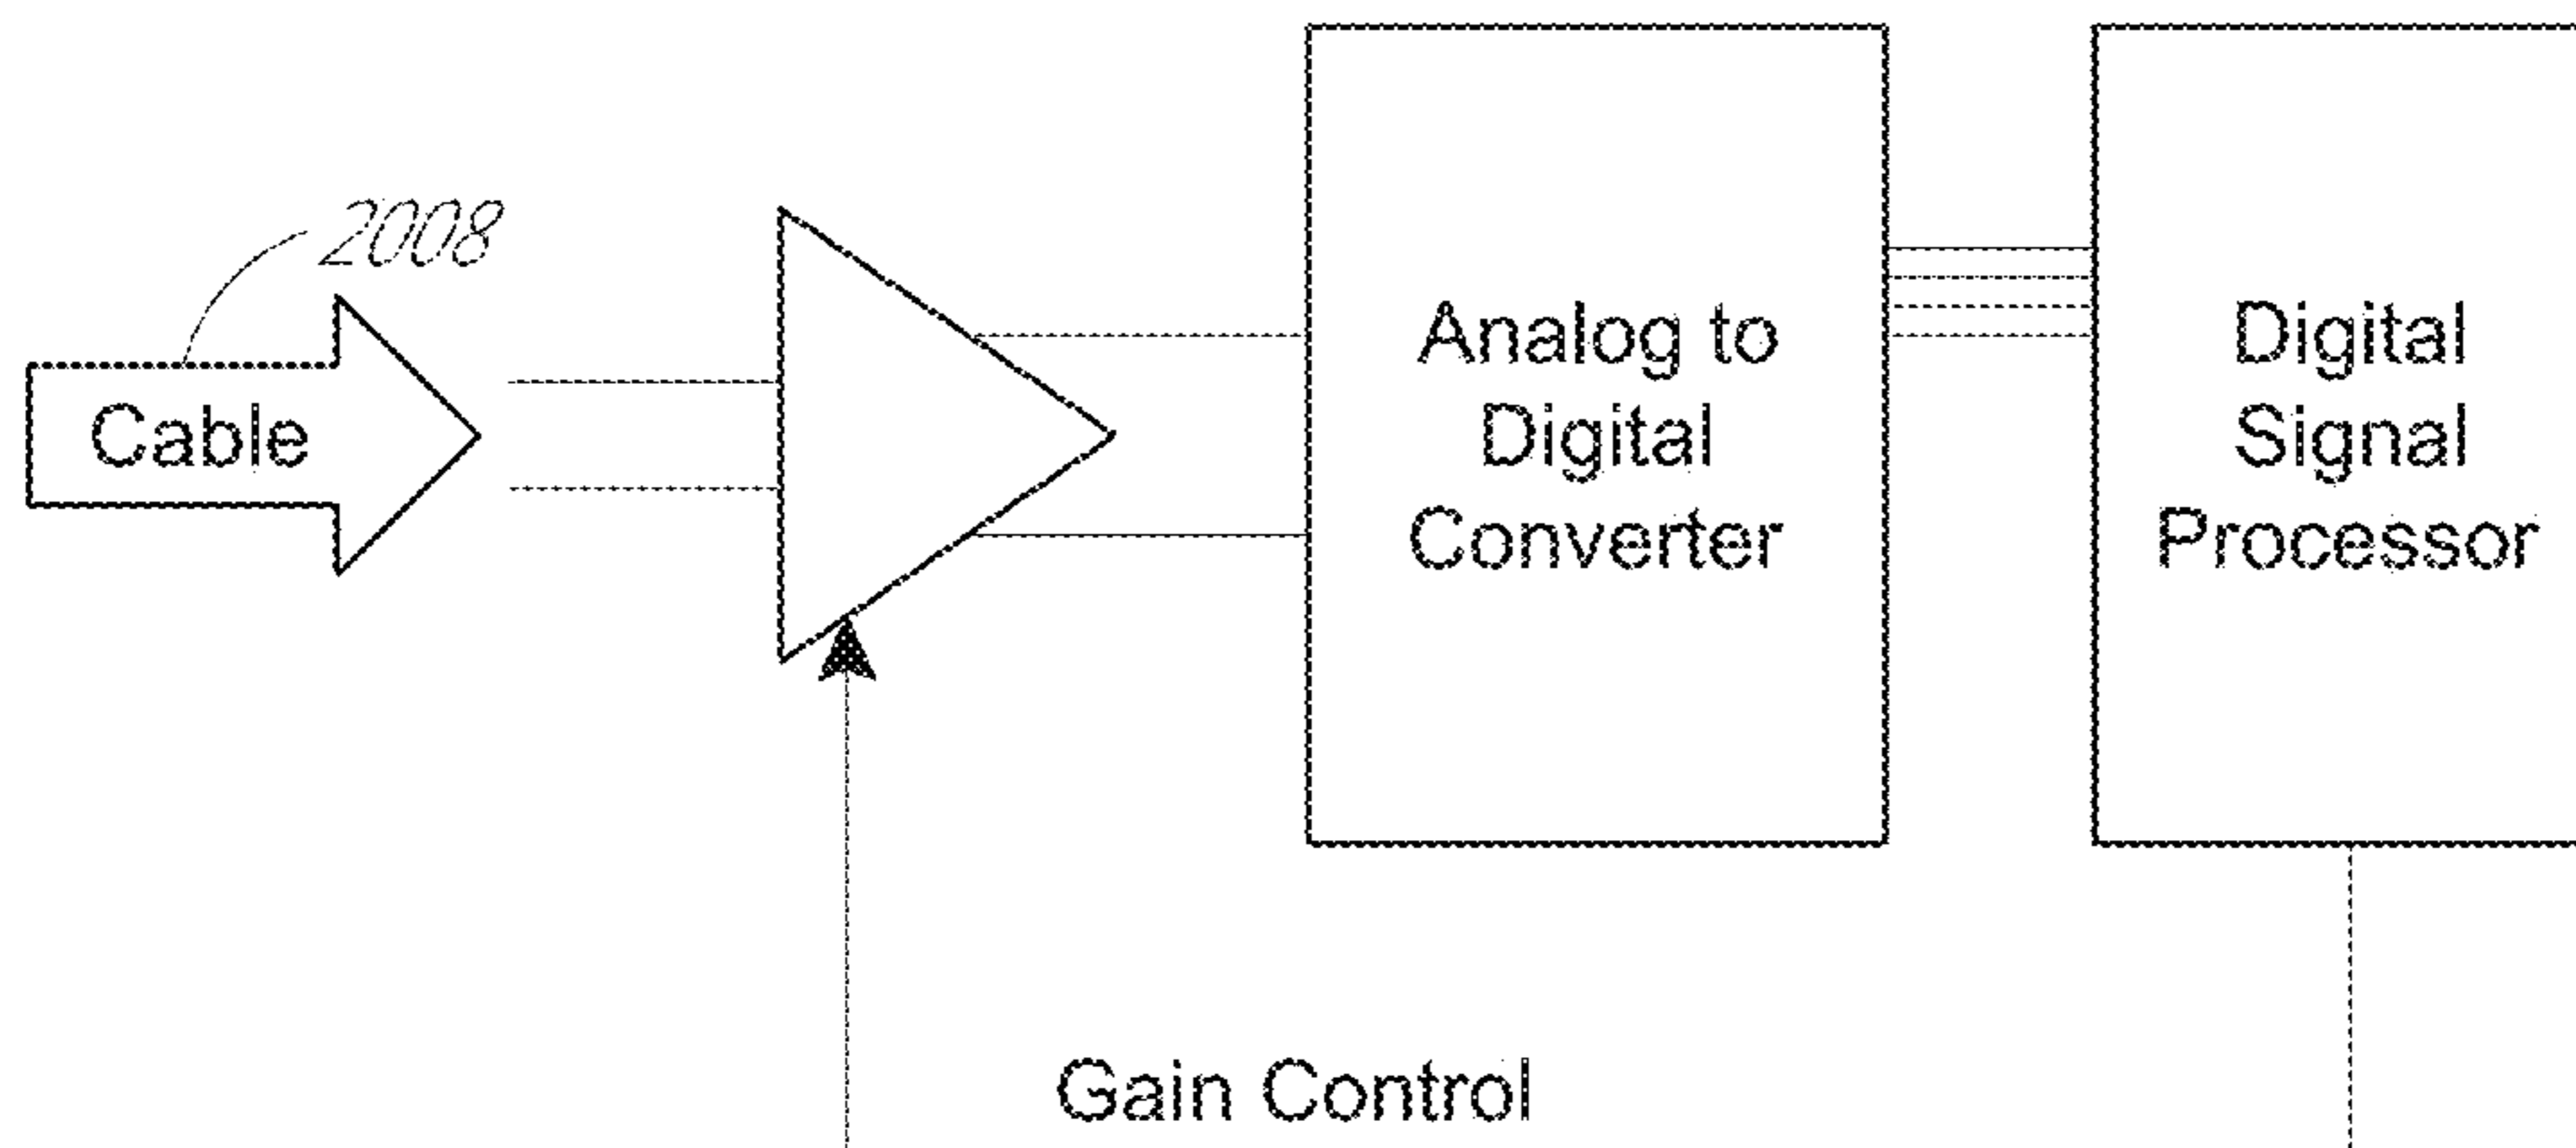 2008
Cable
Analog to
Digital
Converter
Digital
Signal
Processor
Gain Control